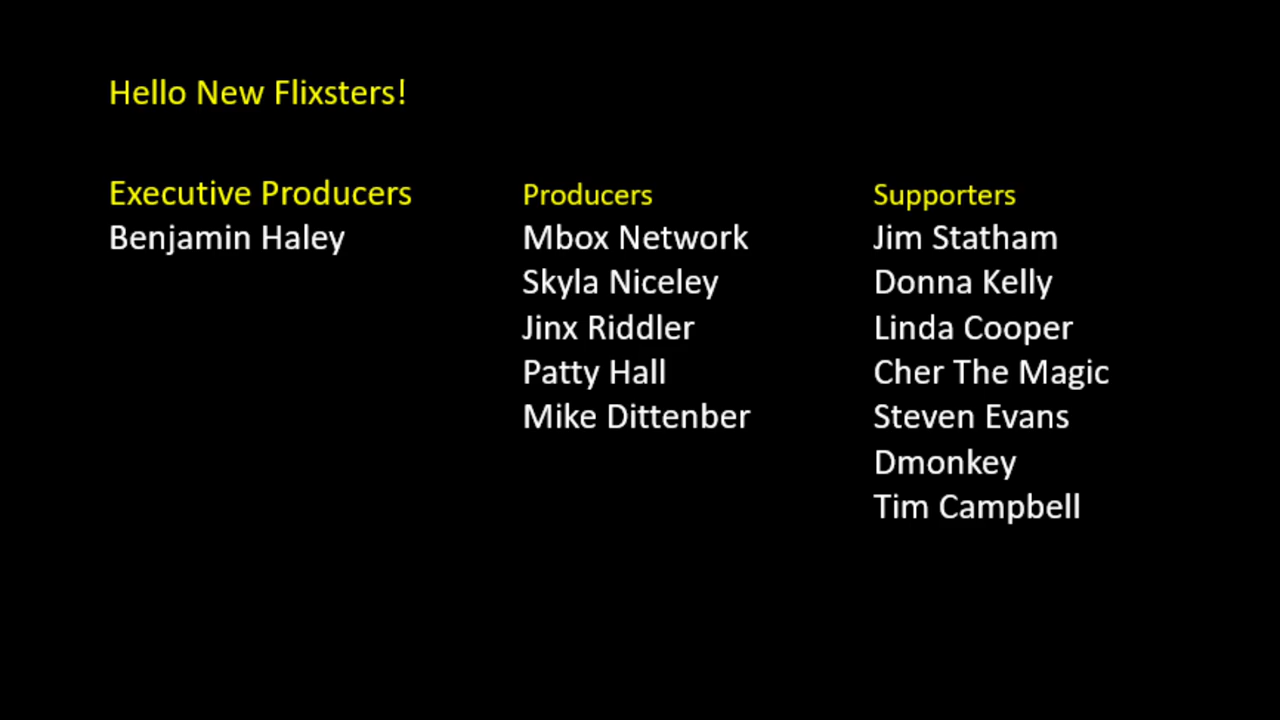 Hello New Flixsters!
Executive Producers
Benjamin Haley
Producers
Mbox Network
Skyla Niceley
Jinx Riddler
Patty Hall
Mike Dittenber
Supporters
Jim Statham
Donna Kelly
Linda Cooper
Cher The Magic
Steven Evans
Dmonkey
Tim Campbell